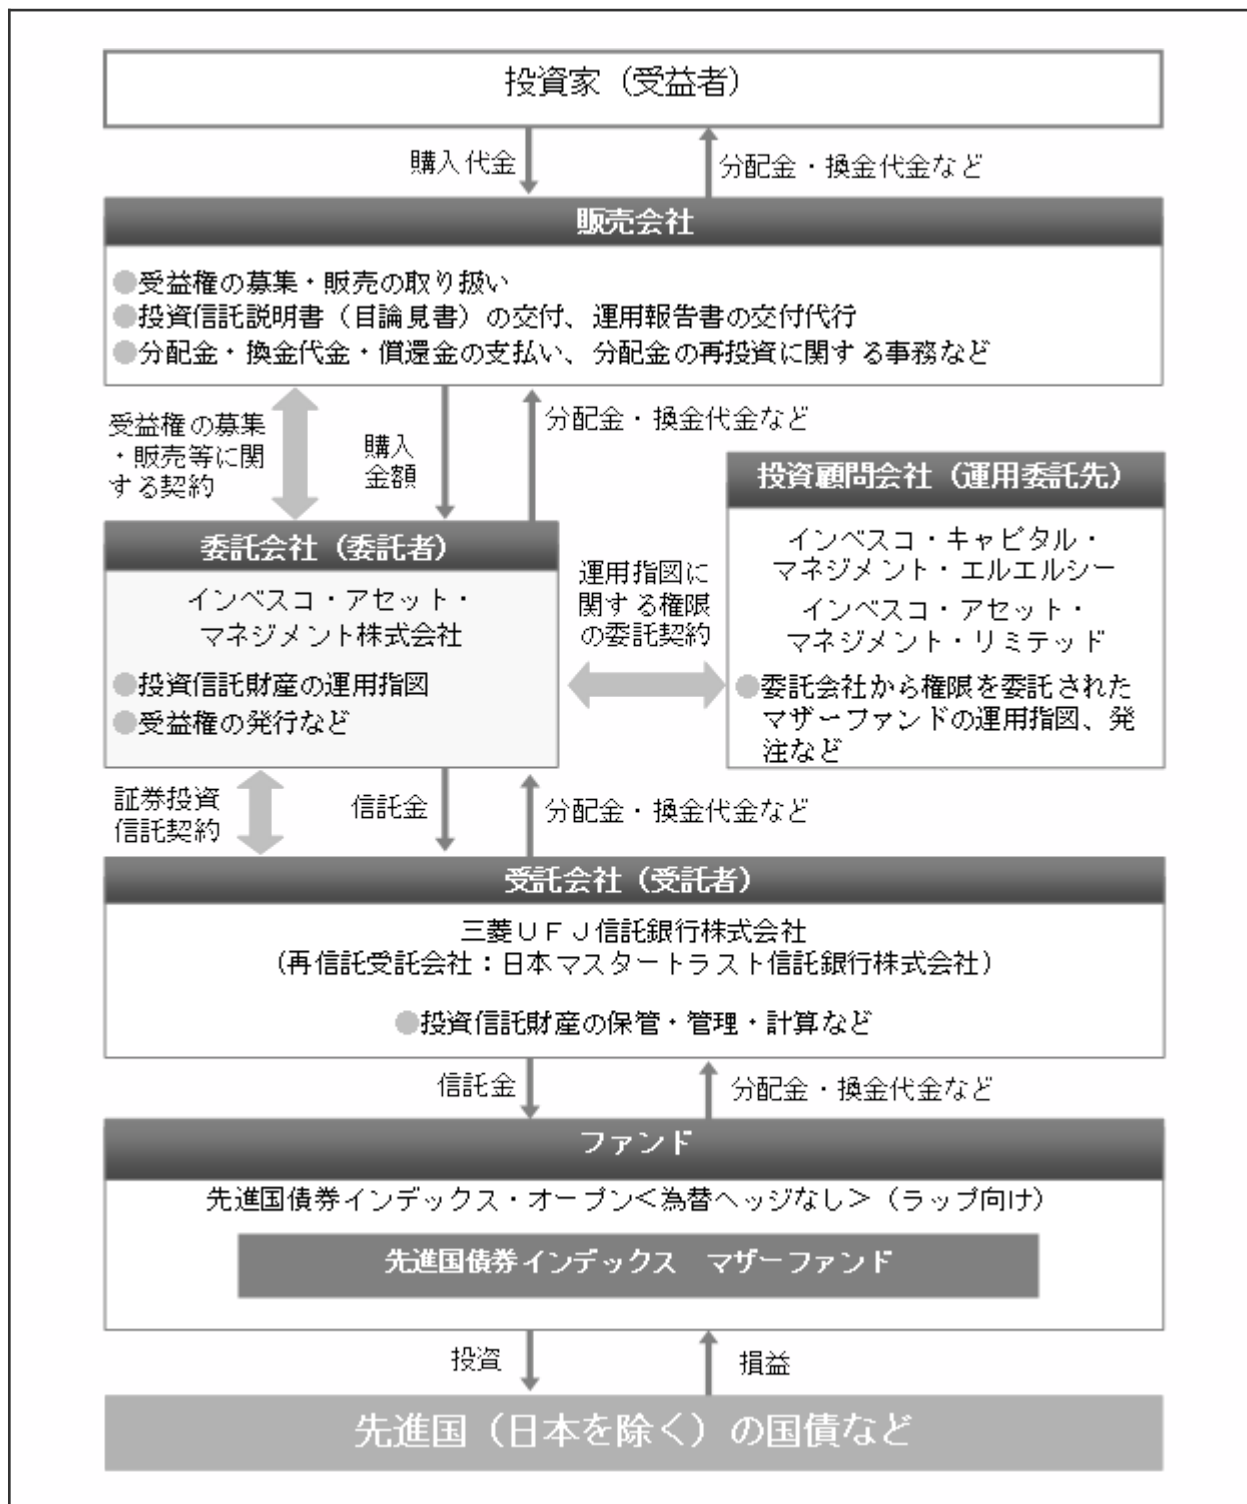 投資家（受益者）
購入代金
分配金・換金代金など
販売会社
●受益権の募集・販売の取り扱い
●投資信託説明書（目論見書）の交付、運用報告書の交付代行
●分配金・換金代金・償還金の支払い、分配金の再投資に関する事務など
受益権の募集
・販売等に関
する契約
購入
金額
分配金・換金代金など
委託会社（委託者）
インベスコ・アセット・
マネジメント株式会社
●投資信託財産の運用指図
●受益権の発行など
運用指図に
関する権限
の委託契約
投資顧問会社（運用委託先）
インベスコ・キャピタル・
マネジメント・エルエルシー
インベスコ・アセット・
マネジメント・リミテッド
●委託会社から権限を委託された
マザーファンドの運用指図、発
注など
証券投資
信託契約
信託金
分配金・換金代金など
受託会社（受託者）
三菱ＵＦＪ信託銀行株式会社
（再信託受託会社：日本マスタートラスト信託銀行株式会社）
●投資信託財産の保管・管理・計算など
信託金
分配金・換金代金など
ファンド
先進国債券インデックス・オープン＜為替ヘッジなし＞（ラップ向け）
先進国債券インデックス　マザーファンド
投資
損益
先進国（日本を除く）の国債など